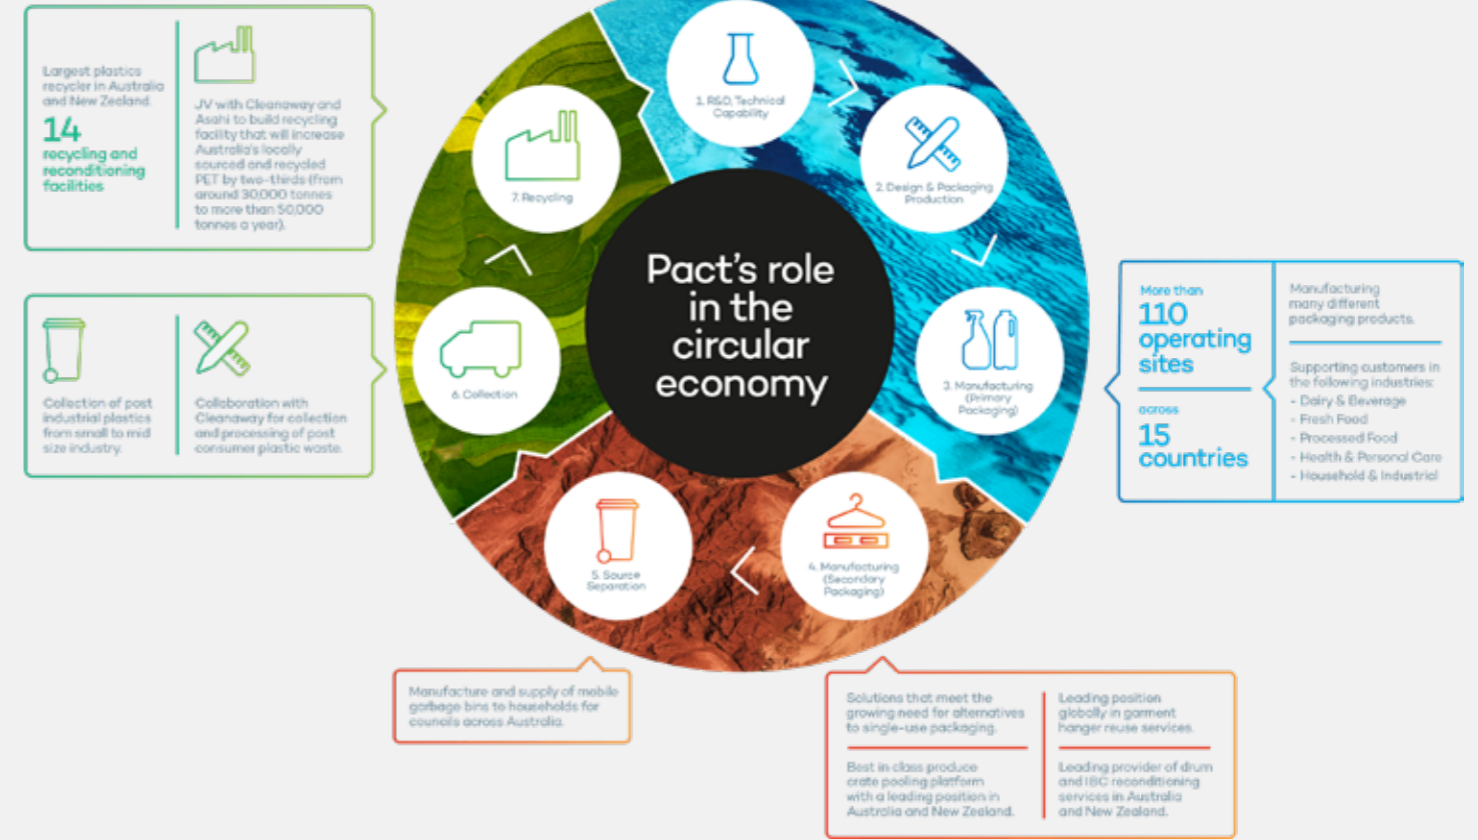 Largest plastics
recycler in Australia
and New Zealand.
14
recycling and
reconditioning
facilities
JV with Cleanaway and
Asahi to build recycling
facility that will increase
Australia's locally
sourced and recycled
PET by two-thirds (from
around 30,000 tonnes
to more than 50,000
tonnes a year).
Collection of post
industrial plastics
from small to mid
size industry.
Collaboration with
Cleanaway for collection
and processing of post
consumer plastic waste.
Pact's role
in the
circular
economy
1. R&D, Technical
Capability
2. Design & Packaging
Production
3. Manufacturing
(Primary
Packaging)
4. Manufacturing
(Secondary
Packaging)
5. Source
Separation
6. Collection
7. Recycling
More than
110
operating
sites
across
15
countries
Manufacturing
many different
packaging products.
Supporting customers in
the following industries:
- Dairy & Beverage
- Fresh Food
- Processed Food
- Health & Personal Care
- Household & Industrial
Manufacture and supply of mobile
garbage bins to households for
councils across Australia.
Solutions that meet the
growing need for alternatives
to single-use packaging.
Best in class produce
crate pooling platform
with a leading position in
Australia and New Zealand.
Leading position
globally in garment
hanger reuse services.
Leading provider of drum
and IBC reconditioning
services in Australia
and New Zealand.